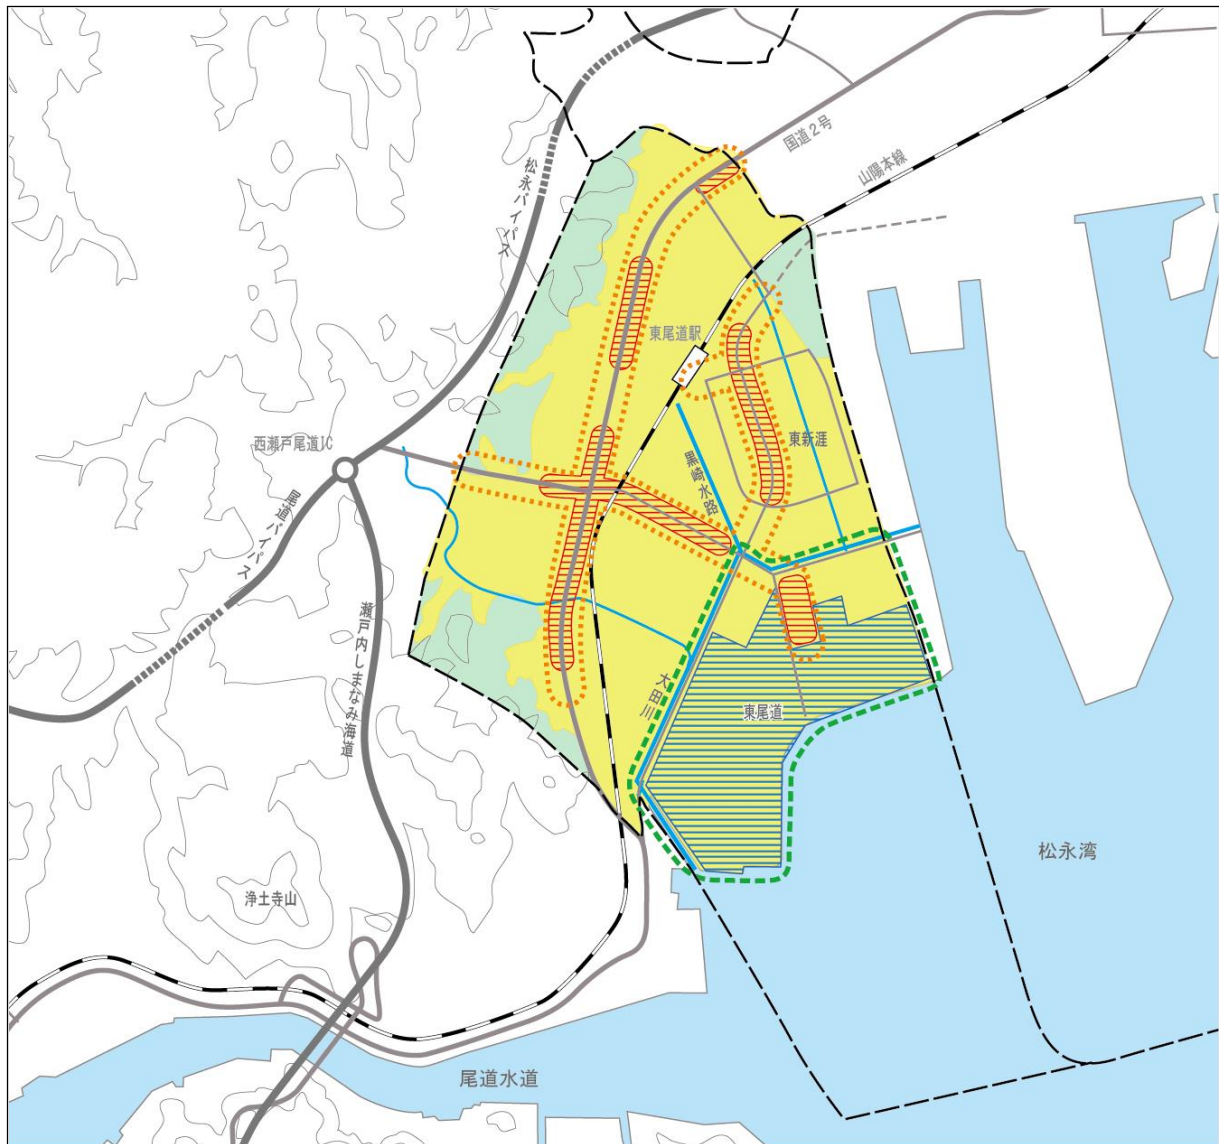 国道2号
山陽本線
松永バイパス
東尾道駅
西瀬戸尾道IC
東新涯
黒崎水路
尾道バイパス
瀬戸内しまなみ海道
大田川
東尾道
松永湾
浄土寺山
尾道水道